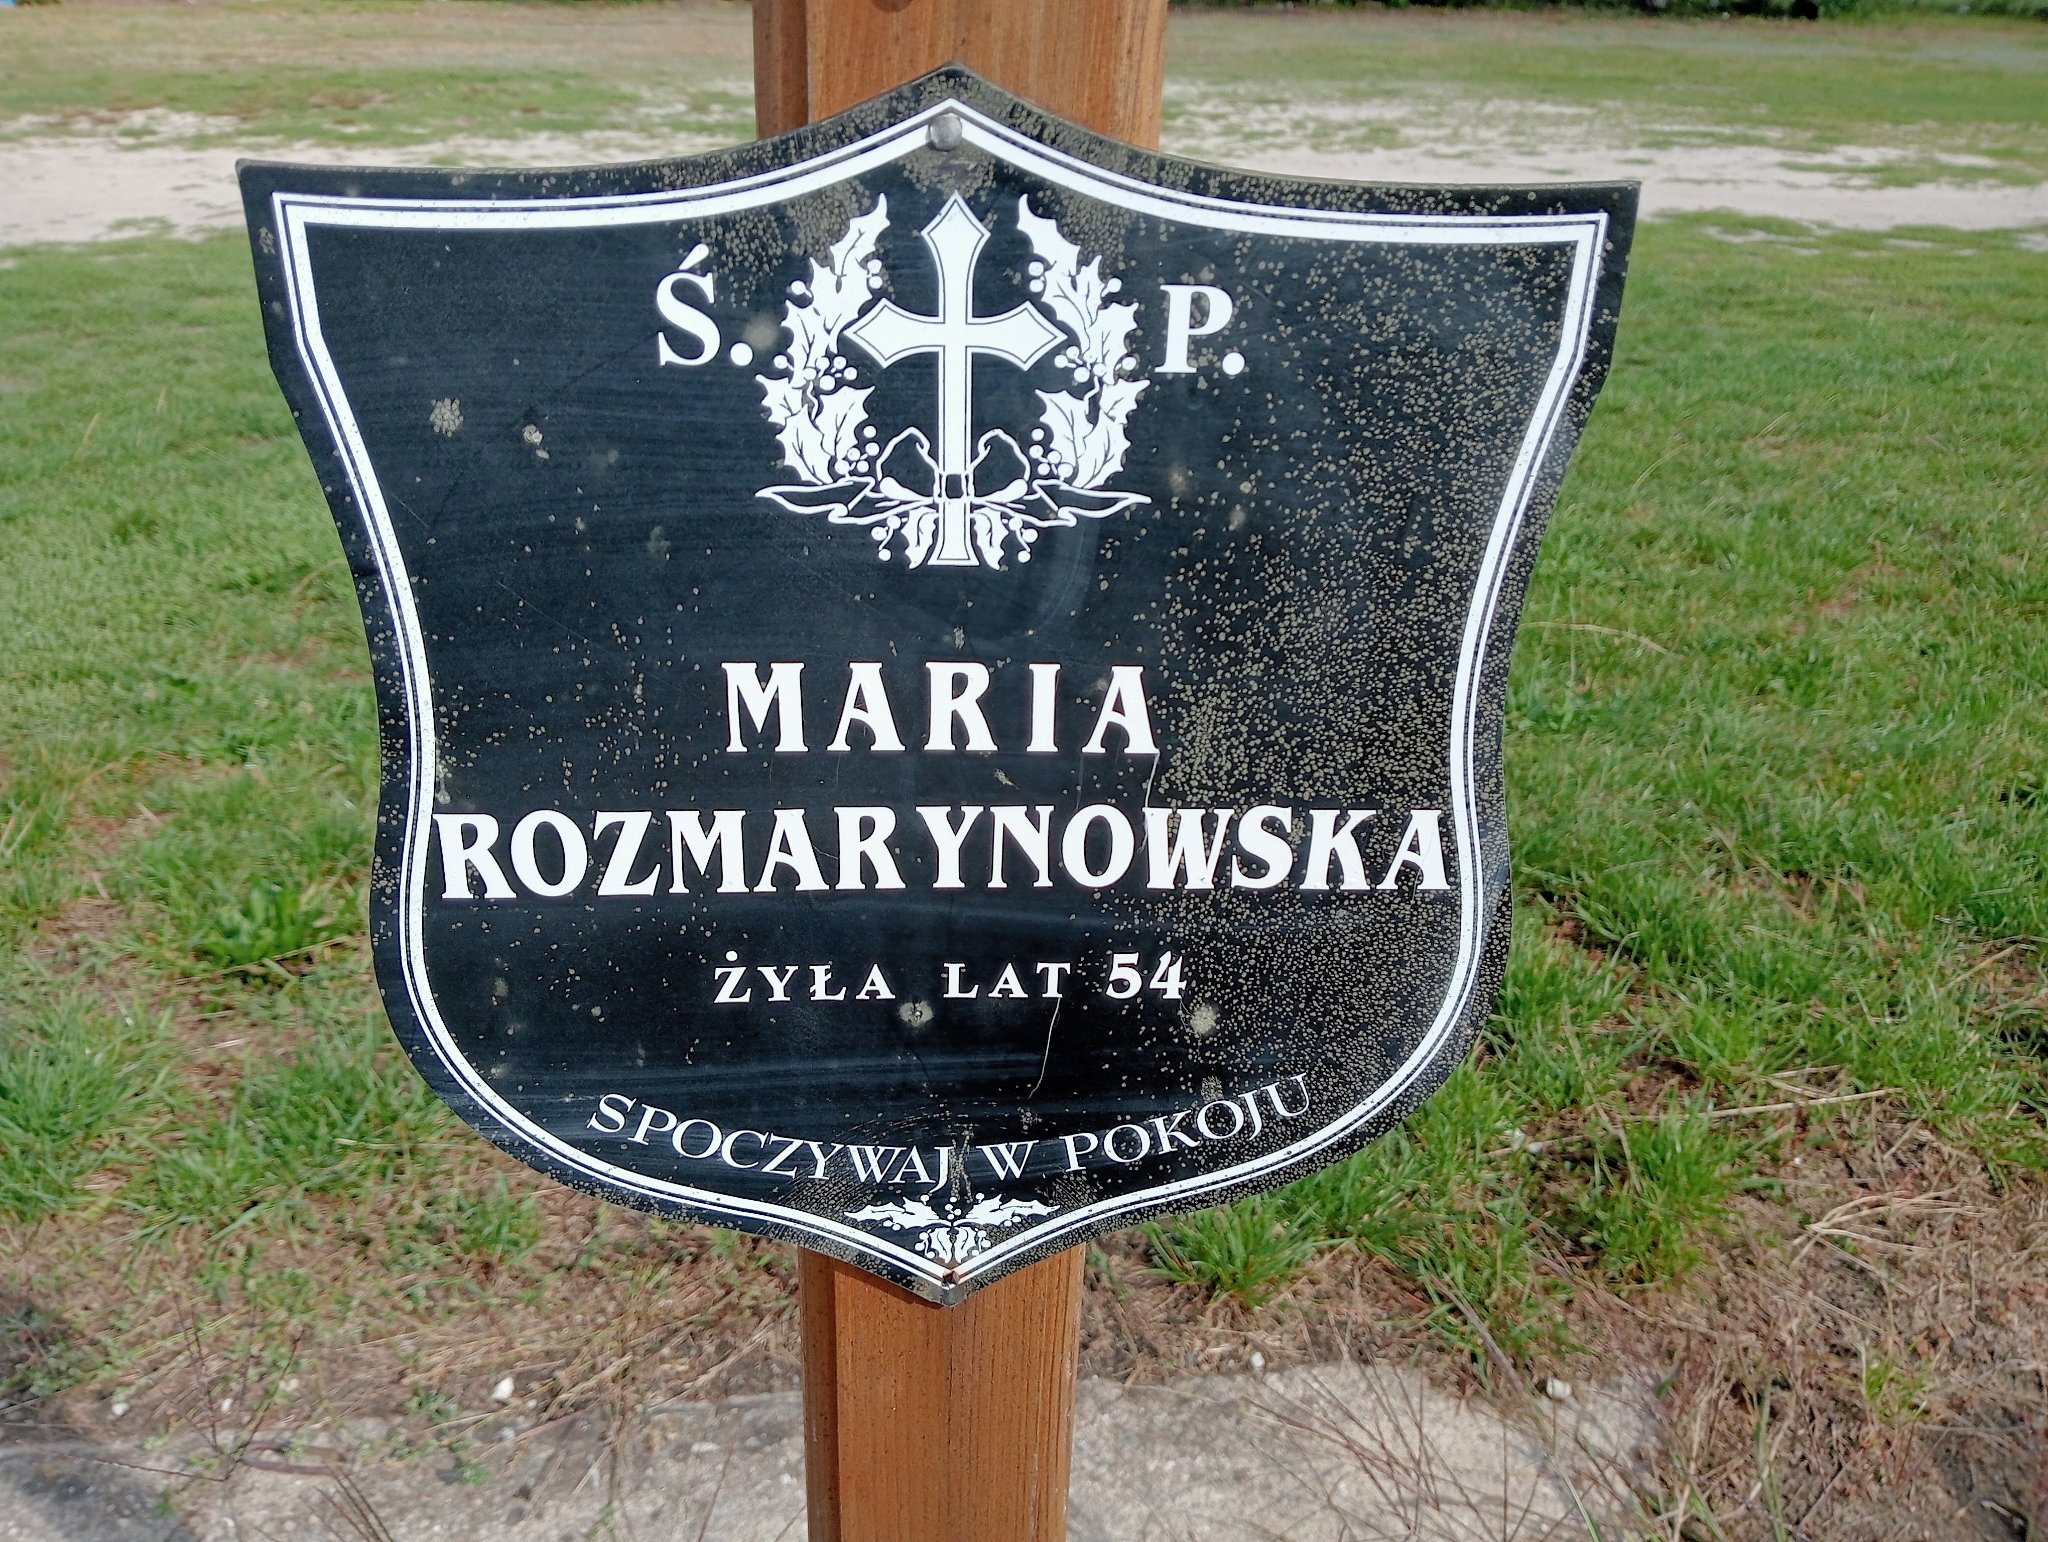 Ś. P.
MARIA
ROZMARYNOWSKA
ŻYŁA LAT 54
SPOCZYWAJ W POKOJU